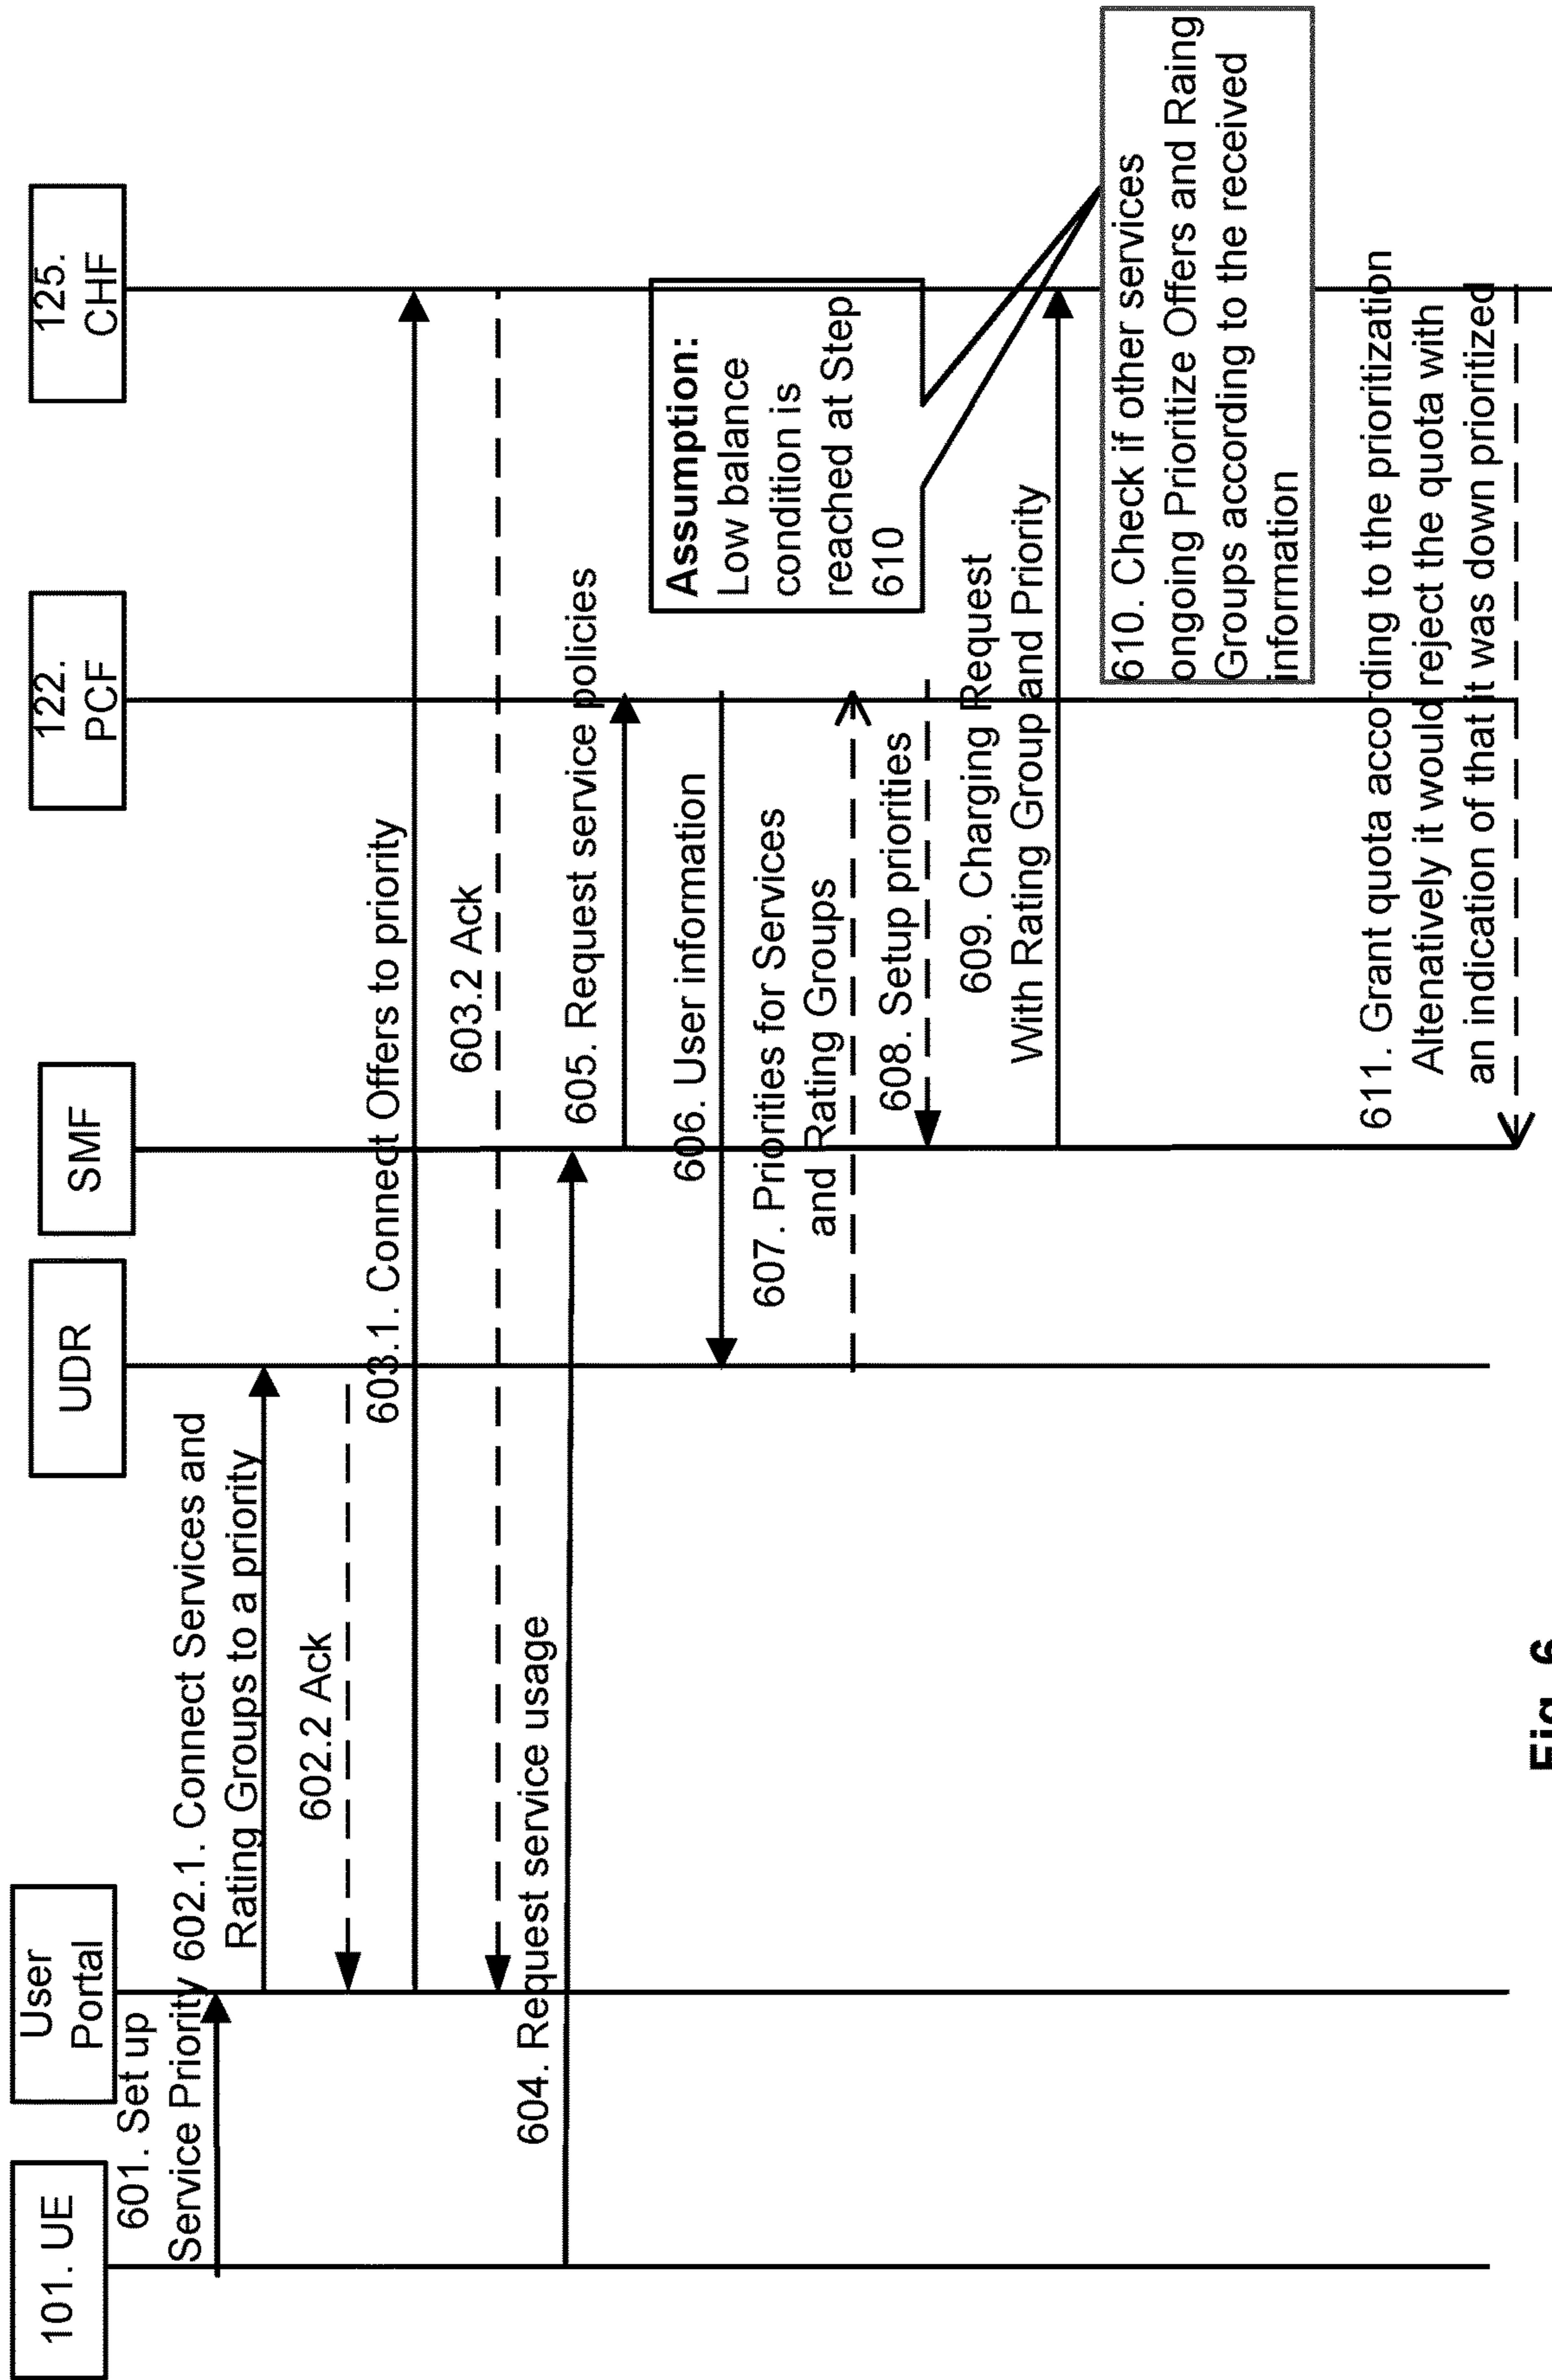 101. UE
User
Portal
UDR
SMF
122.
PCF
125.
CHF
601. Set up
Service Priority
602.1. Connect Services and
Rating Groups to a priority
602.2 Ack
603.1. Connect Offers to priority
603.2 Ack
604. Request service usage
605. Request service policies
606. User information
607. Priorities for Services
and Rating Groups
608. Setup priorities
Assumption:
Low balance
condition is
reached at Step
610
609. Charging Request
With Rating Group and Priority
610. Check if other services
ongoing Prioritize Offers and Raing
Groups according to the received
information
611. Grant quota according to the prioritization
Altenatively it would reject the quota with
an indication of that it was down prioritized
Fig. 6